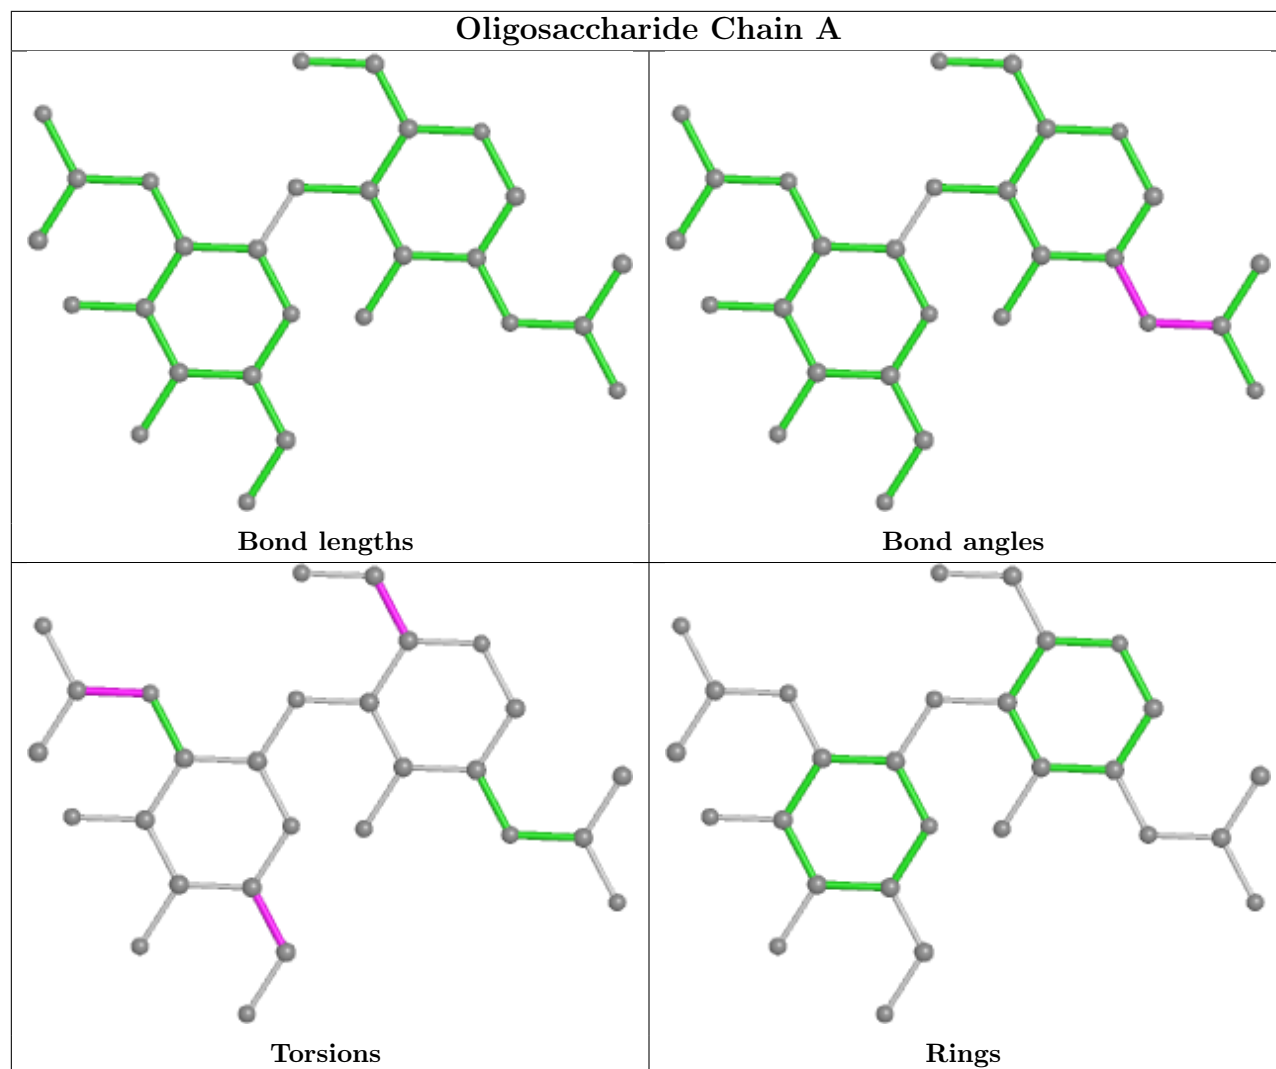 Oligosaccharide Chain A
Bond lengths
Bond angles
Torsions
Rings